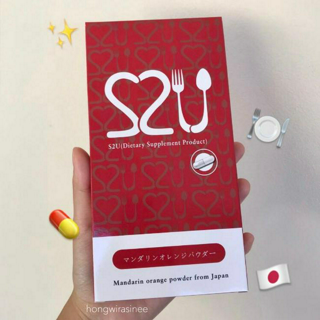 S2U
S2U(Dietary Supplement Product)
マンダリンオレンジパウダー
Mandarin orange powder from Japan
hongwirasinee